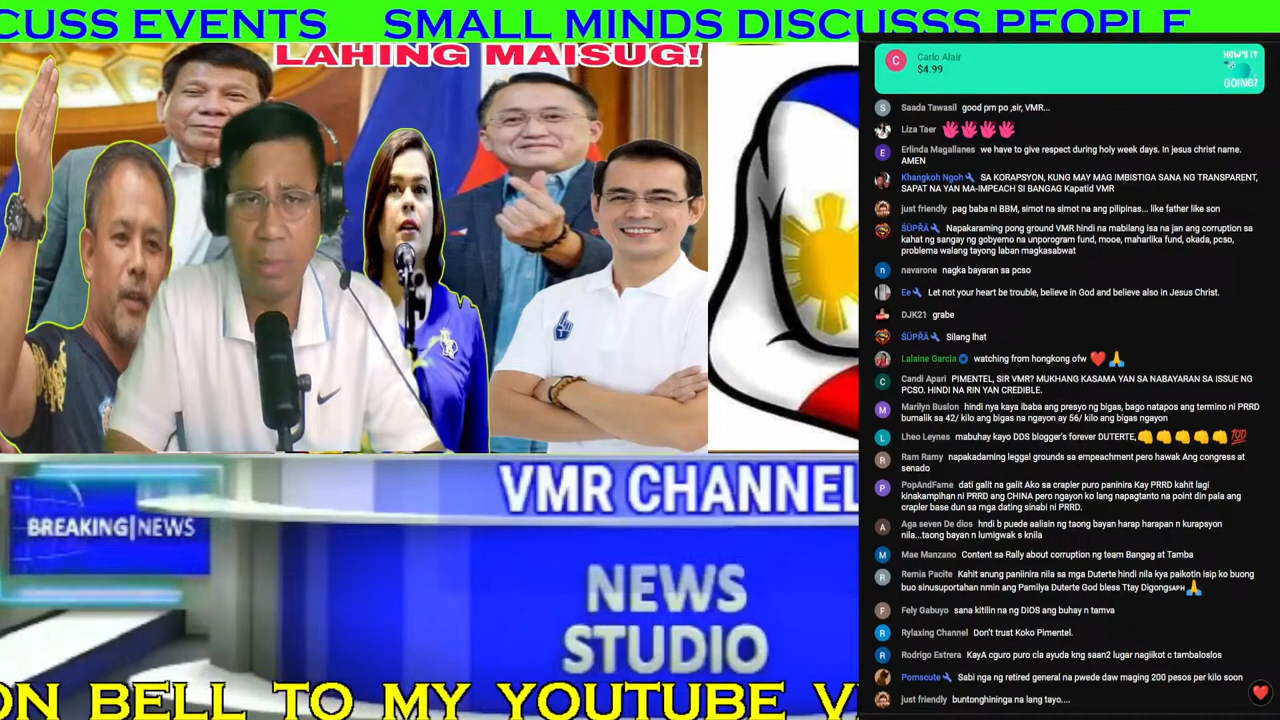 CUSS EVENTS SMALL MINDS DISCUSSS PEOPLE
LAHING MAISUG!
BREAKING|NEWS
VMR CHANNEL
NEWS
STUDIO
ON BELL TO MY YOUTUBE V
C
Carlo Alair
$4.99
HOW'S IT
GOING?
S Saada Tawasil good pm po ,sir, VMR...
Liza Taer 👋👋👋👋
E Erlinda Magallanes we have to give respect during holy week days. In jesus christ name.
AMEN
Khangkoh Ngoh SA KORAPSYON, KUNG MAY MAG IMBISTIGA SANA NG TRANSPARENT,
SAPAT NA YAN MA-IMPEACH SI BANGAG Kapatid VMR
just friendly pag baba ni BBM, simot na simot na ang pilipinas... like father like son
ŚÜPŘÄ Napakaraming pong ground VMR hindi na mabilang isa na jan ang corruption sa
kahat ng sangay ng gobyerno na unporogram fund, mooe, maharlika fund, okada, pcso,
problema walang tayong laban magkasabwat
n navarone nagka bayaran sa pcso
Ee Let not your heart be trouble, believe in God and believe also in Jesus Christ.
DJK21 grabe
ŚÜPŘÄ Silang lhat
Lalaine Garcia watching from hongkong ofw ❤️🙏
C Candi Apari PIMENTEL, SIR VMR? MUKHANG KASAMA YAN SA NABAYARAN SA ISSUE NG
PCSO. HINDI NA RIN YAN CREDIBLE.
M Marilyn Buslon hindi nya kaya ibaba ang presyo ng bigas, bago natapos ang termino ni PRRD
bumalik sa 42/ kilo ang bigas na ngayon ay 56/ kilo ang bigas ngayon
L Lheo Leynes mabuhay kayo DDS blogger's forever DUTERTE,👊👊👊👊👊💯
R Ram Ramy napakadaming leggal grounds sa empeachment pero hawak Ang congress at
senado
P PopAndFame dati galit na galit Ako sa crapler puro paninira Kay PRRD kahit lagi
kinakampihan ni PRRD ang CHINA pero ngayon ko lang napagtanto na point din pala ang
crapler base dun sa mga dating sinabi ni PRRD.
A Aga seven De dios hndi b puede aalisin ng taong bayan harap harapan n kurapsyon
nila...taong bayan n lumigwak s knila
M Mae Manzano Content sa Rally about corruption ng team Bangag at Tamba
R Remia Pacite Kahit anung paniinira nila sa mga Duterte hindi nila kya paikotin isip ko buong
buo sinusuportahan nmin ang Pamilya Duterte God bless Ttay Digongsᴀᴘʜ🙏
F Fely Gabuyo sana kitilin na ng DIOS ang buhay n tamva
R Rylaxing Channel Don't trust Koko Pimentel.
R Rodrigo Estrera KayA cguro puro cla ayuda kng saan2 lugar nagliikot c tambaloslos
Pomscute Sabi nga ng retired general na pwede daw maging 200 pesos per kilo soon
just friendly buntonghininga na lang tayo....